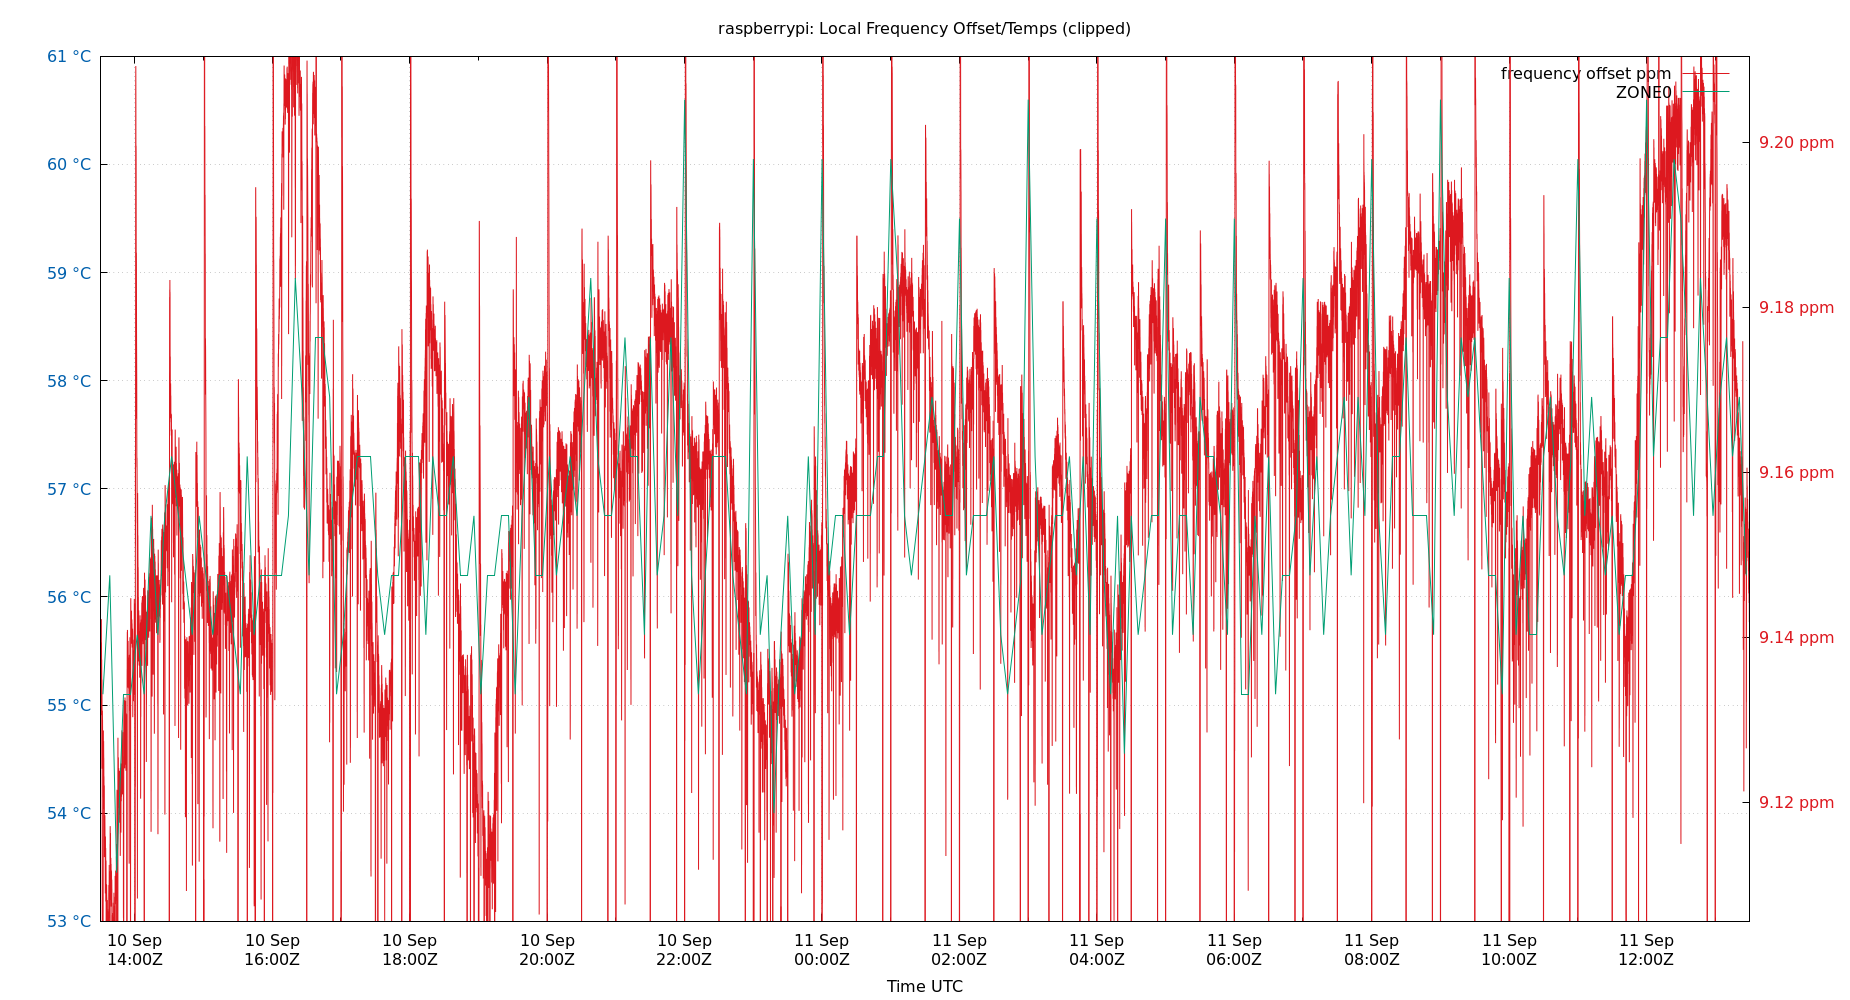 raspberrypi: Local Frequency Offset/Temps (clipped)
61 °C
60 °C
59 °C
58 °C
57 °C
56 °C
55 °C
54 °C
53 °C
frequency offset ppm
ZONE0
9.20 ppm
9.18 ppm
9.16 ppm
9.14 ppm
9.12 ppm
10 Sep 10 Sep 10 Sep 10 Sep 10 Sep 11 Sep 11 Sep 11 Sep 11 Sep 11 Sep 11 Sep 11 Sep
14:00Z 16:00Z 18:00Z 20:00Z 22:00Z 00:00Z 02:00Z 04:00Z 06:00Z 08:00Z 10:00Z 12:00Z
Time UTC